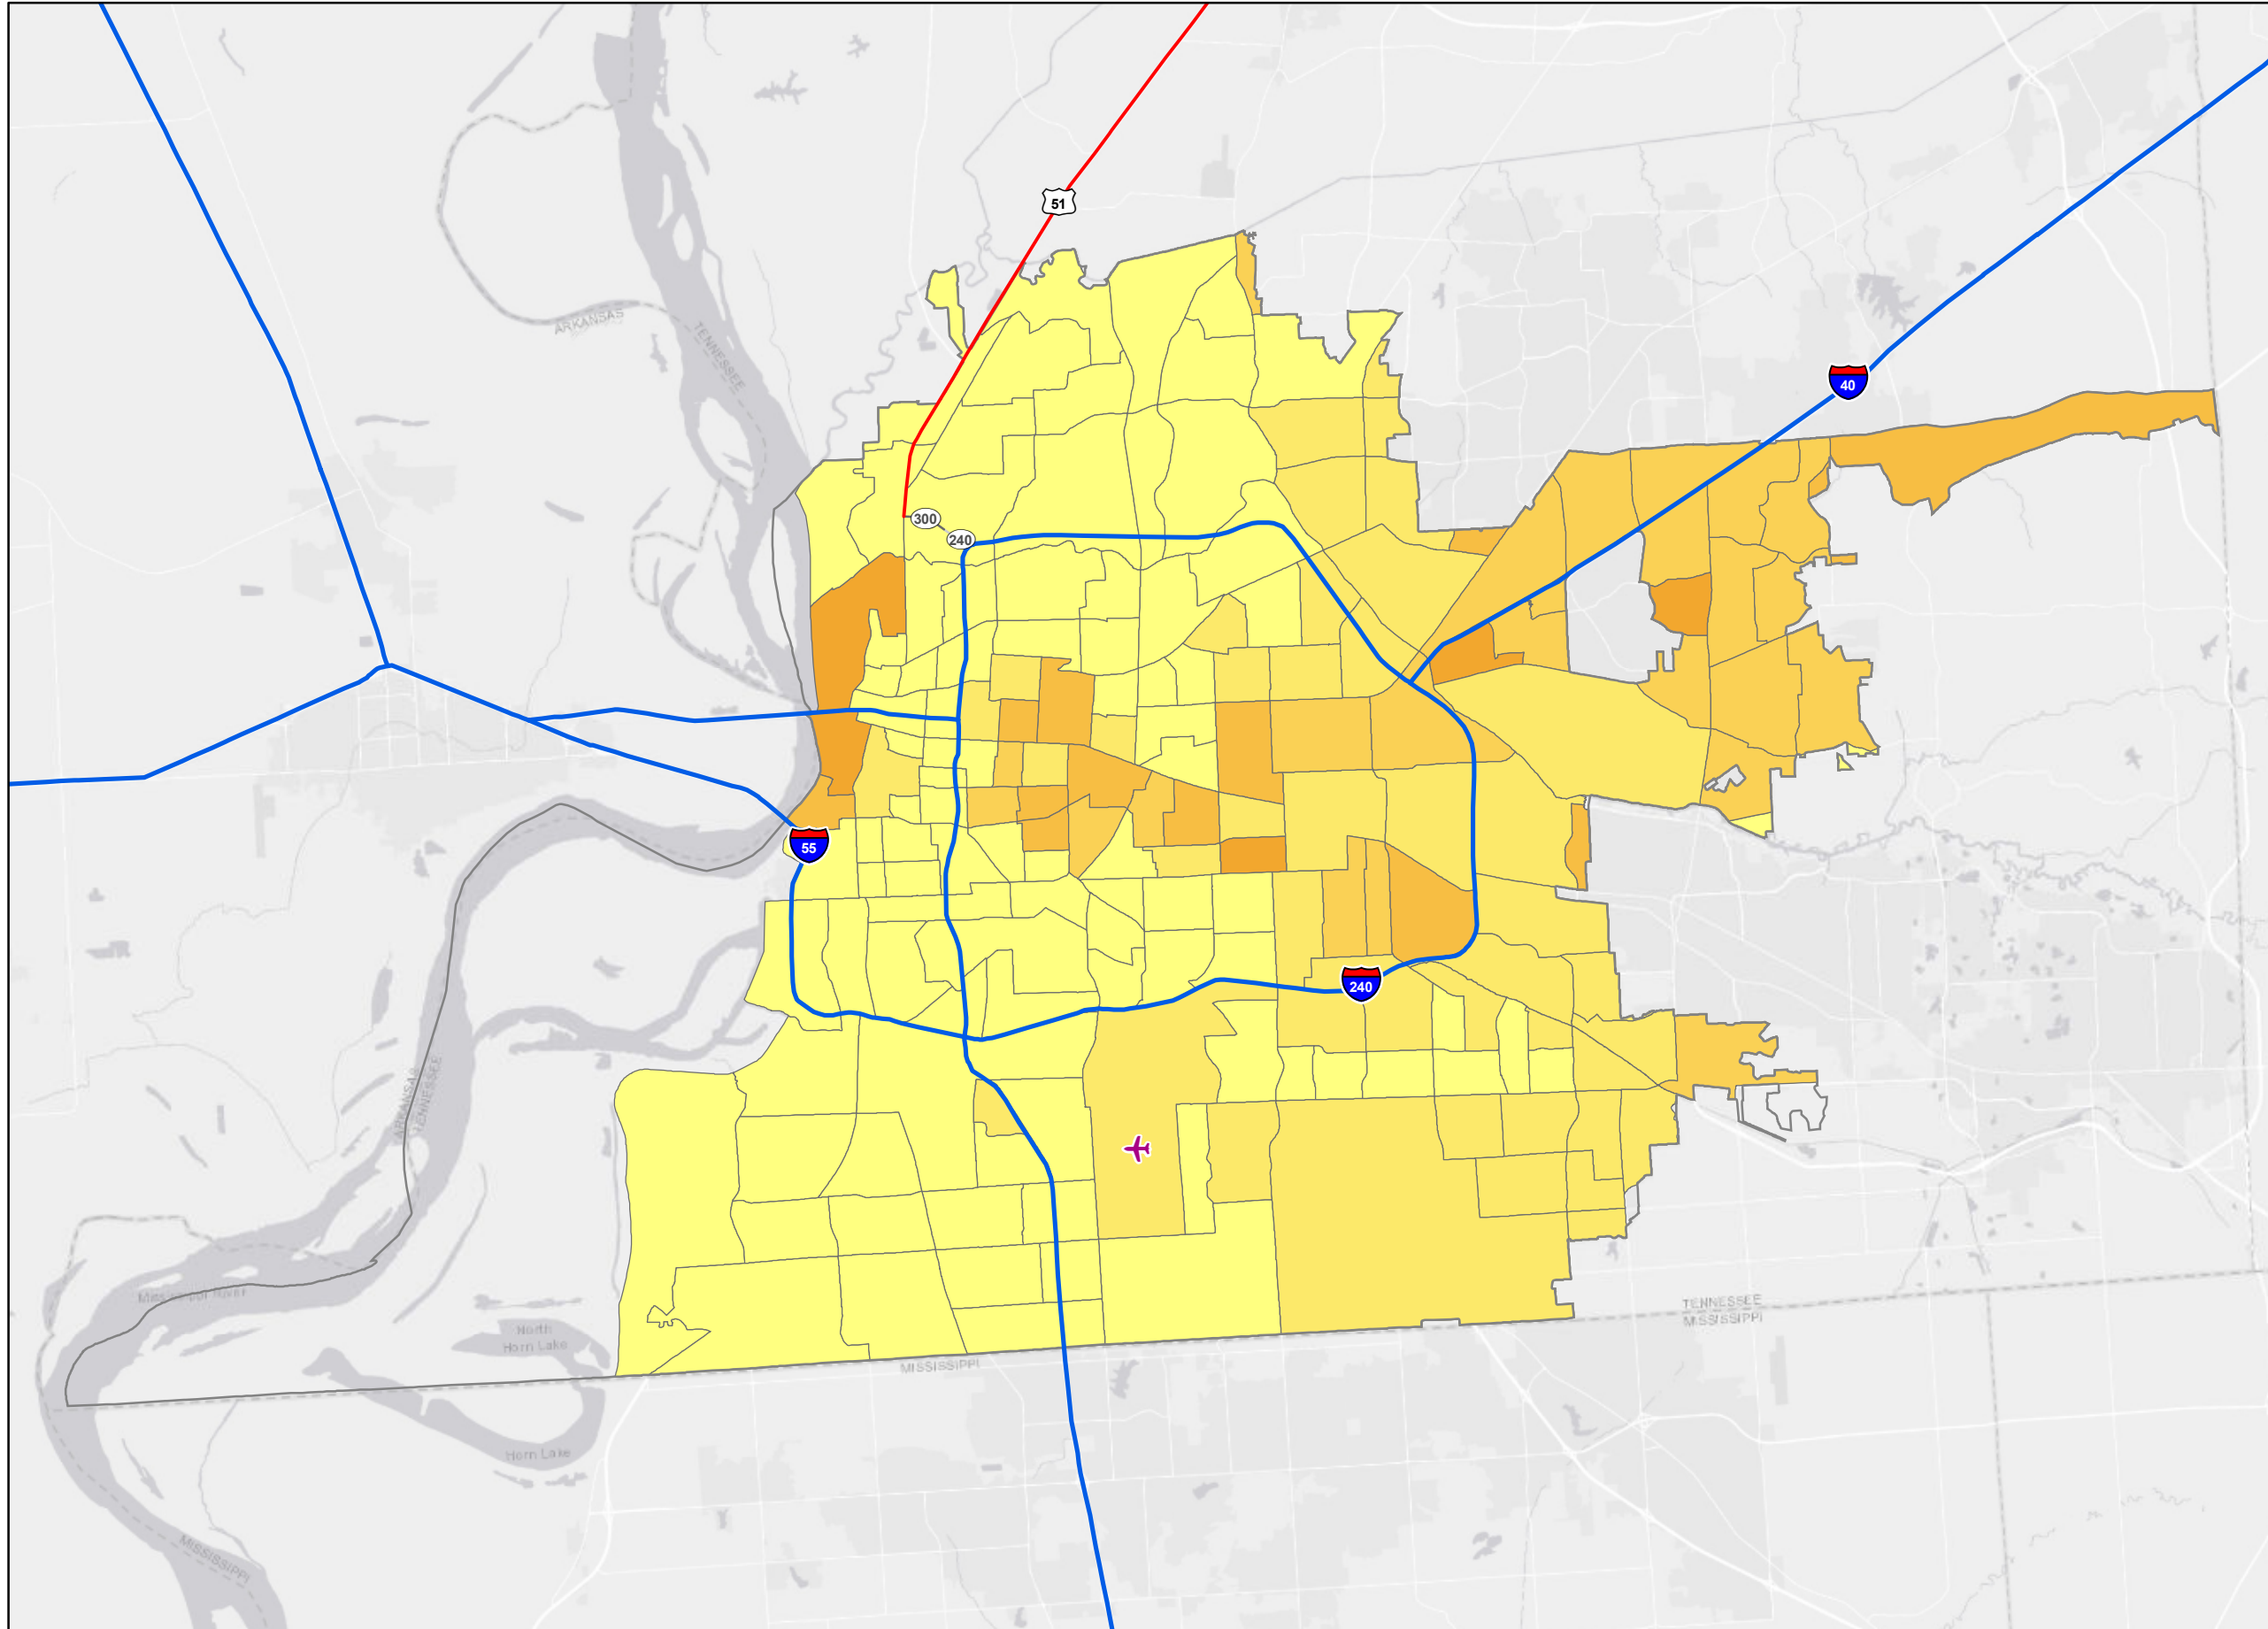 51
ARKANSAS
TENNESSEE
40
300
240
55
240
ARKANSAS
TENNESSEE
Mississippi River
TENNESSEE
MISSISSIPPI
North
Horn Lake
MISSISSIPPI
Horn Lake
MISSISSIPPI